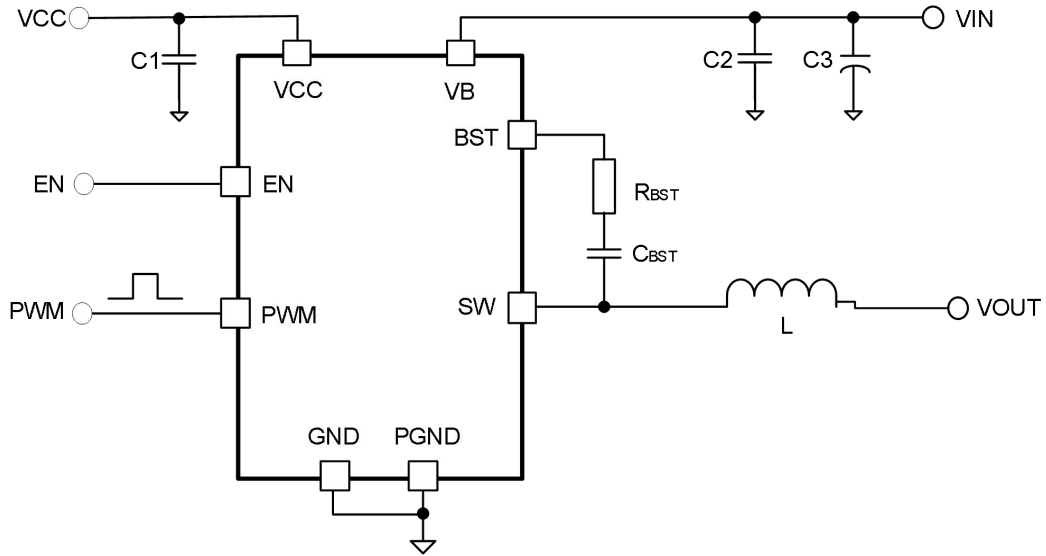 VCC
VIN
C1
C2
C3
VCC
VB
BST
EN
EN
RBST
CBST
PWM
PWM
SW
VOUT
L
GND
PGND